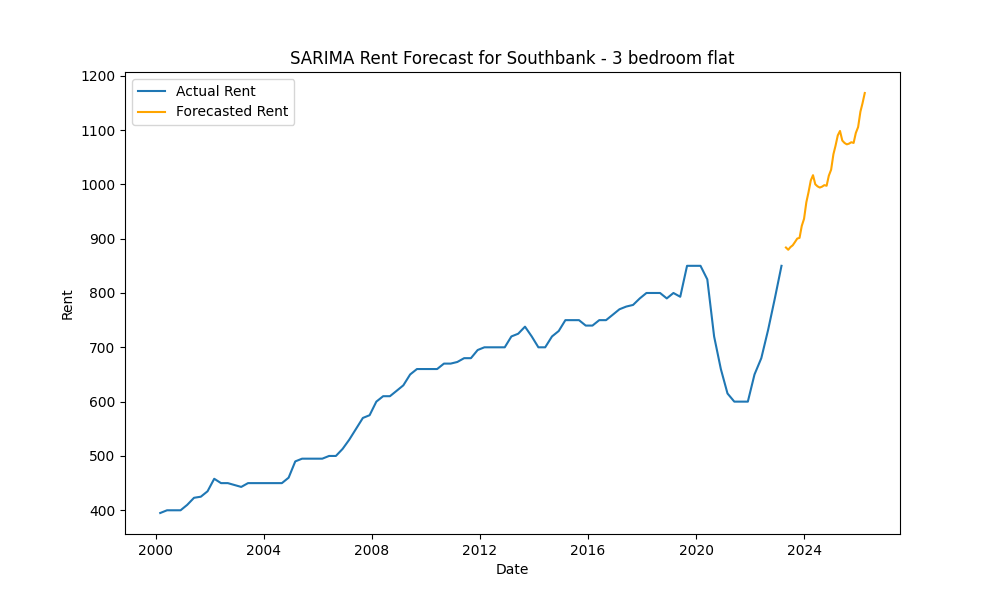 SARIMA Rent Forecast for Southbank - 3 bedroom flat
Actual Rent
Forecasted Rent
1200
1100
1000
900
800
700
600
500
400
Rent
2000 2004 2008 2012 2016 2020 2024
Date